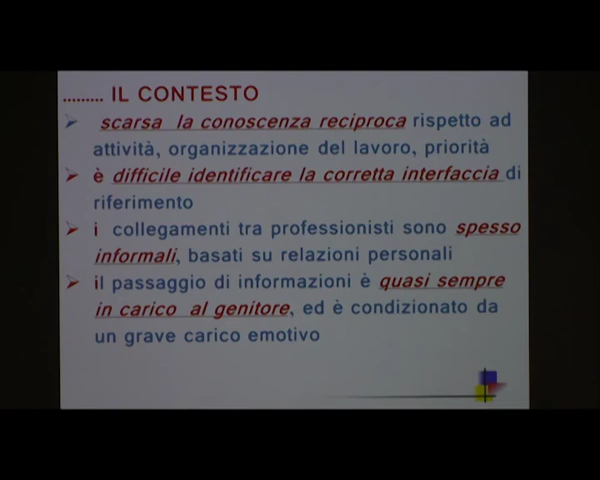 ......... IL CONTESTO
scarsa la conoscenza reciproca rispetto ad
attività, organizzazione del lavoro, priorità
è difficile identificare la corretta interfaccia di
riferimento
i collegamenti tra professionisti sono spesso
informali, basati su relazioni personali
il passaggio di informazioni è quasi sempre
in carico al genitore, ed è condizionato da
un grave carico emotivo